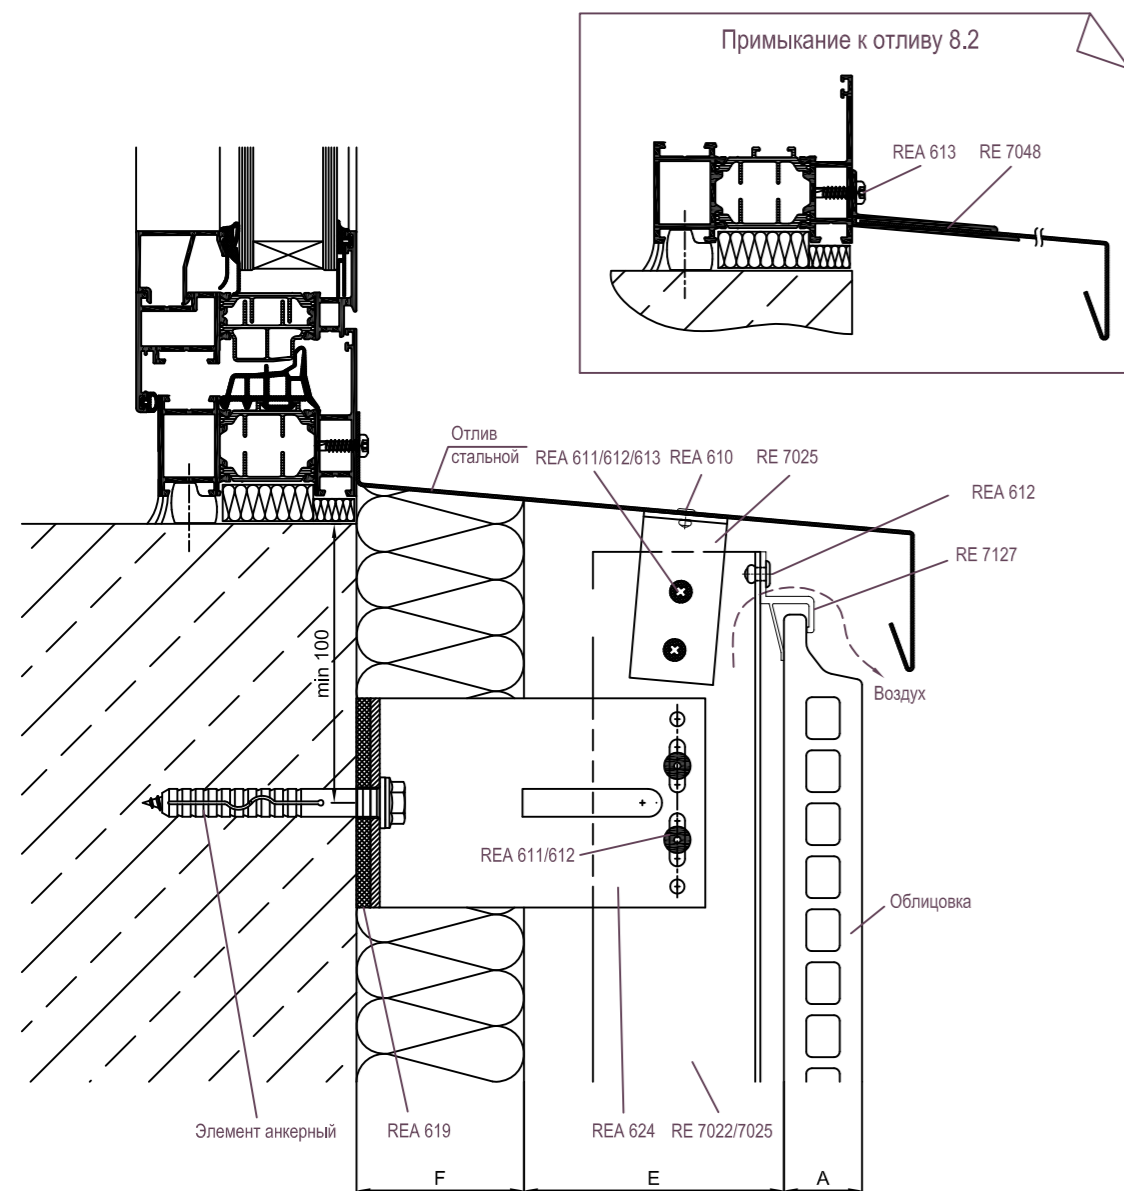 Примыкание к отливу 8.2
REA 613
RE 7048
Отлив
стальной
REA 611/612/613
REA 610
RE 7025
REA 612
RE 7127
min 100
Воздух
REA 611/612
Облицовка
Элемент анкерный
REA 619
REA 624
RE 7022/7025
F
E
A